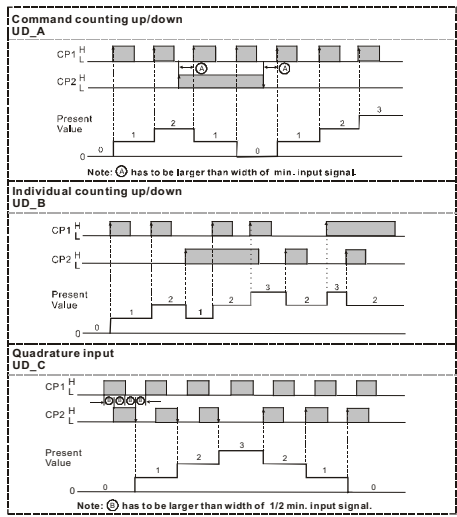 Command counting up/down
UD_A
CP1 H
L
A A
CP2 H
L
Present
Value
0 1 2 1 0 1 2 3
0
Note: A has to be larger than width of min. input signal.
Individual counting up/down
UD_B
CP1 H
L
CP2 H
L
Present
Value
0 1 2 1 2 3 2 3 2
0
Quadrature input
UD_C
CP1 H
L
B B B B
CP2 H
L
Present
Value
0 1 2 3 2 1 0
Note: B has to be larger than width of 1/2 min. input signal.